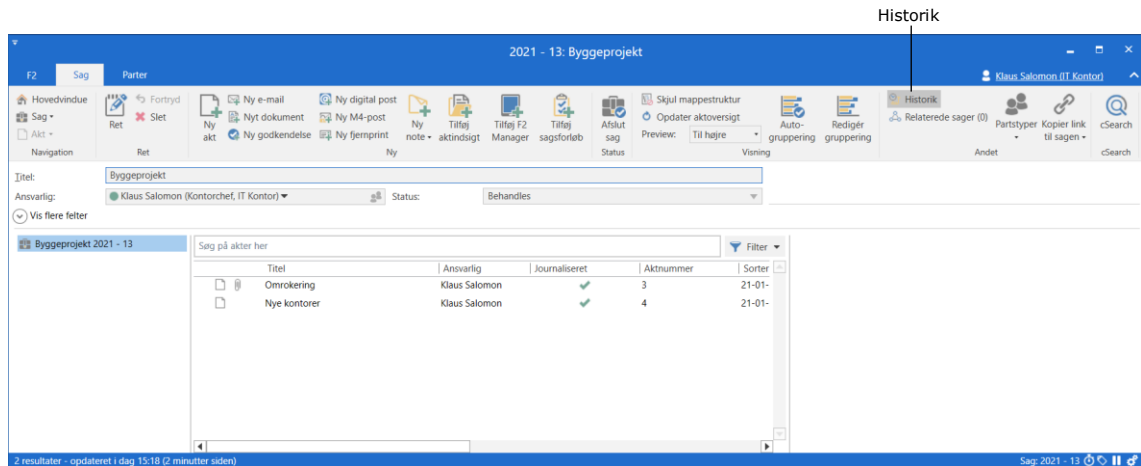 Historik
2021 - 13: Byggeprojekt
F2 Sag Parter Klaus Salomon (IT Kontor)
Hovedvindue
Sag
Akt
Navigation
Ret
Fortryd
Slet
Ret
Ny akt
Ny e-mail
Nyt dokument
Ny godkendelse
Ny digital post
Ny M4-post
Ny fjernprint
Ny note
Tilføj aktindsigt
Tilføj F2 Manager
Tilføj sagsforløb
Ny
Afslut sag
Status
Skjul mappestruktur
Opdater aktoversigt
Preview: Til højre
Auto-gruppering
Redigér gruppering
Visning
Historik
Relaterede sager (0)
Partstyper
Kopier link til sagen
Andet
cSearch
cSearch
Titel: Byggeprojekt
Ansvarlig: Klaus Salomon (Kontorchef, IT Kontor) Status: Behandles
Vis flere felter
Byggeprojekt 2021 - 13
Søg på akter her Filter
Titel Ansvarlig Journaliseret Aktnummer Sorter
Omrokering Klaus Salomon 3 21-01-
Nye kontorer Klaus Salomon 4 21-01-
2 resultater - opdateret i dag 15:18 (2 minutter siden) Sag: 2021 - 13